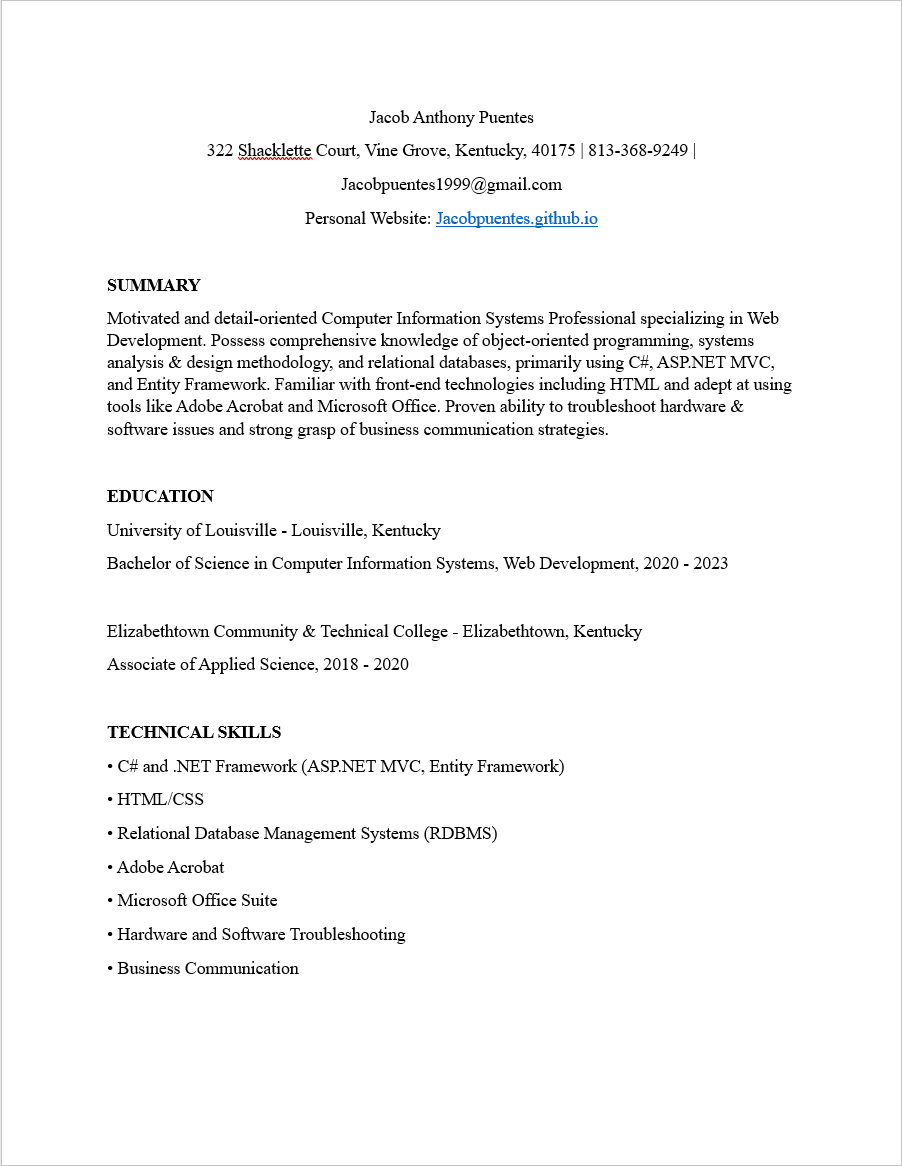 Jacob Anthony Puentes
322 Shacklette Court, Vine Grove, Kentucky, 40175 | 813-368-9249 |
Jacobpuentes1999@gmail.com
Personal Website: Jacobpuentes.github.io
SUMMARY
Motivated and detail-oriented Computer Information Systems Professional specializing in Web
Development. Possess comprehensive knowledge of object-oriented programming, systems
analysis & design methodology, and relational databases, primarily using C#, ASP.NET MVC,
and Entity Framework. Familiar with front-end technologies including HTML and adept at using
tools like Adobe Acrobat and Microsoft Office. Proven ability to troubleshoot hardware &
software issues and strong grasp of business communication strategies.
EDUCATION
University of Louisville - Louisville, Kentucky
Bachelor of Science in Computer Information Systems, Web Development, 2020 - 2023
Elizabethtown Community & Technical College - Elizabethtown, Kentucky
Associate of Applied Science, 2018 - 2020
TECHNICAL SKILLS
• C# and .NET Framework (ASP.NET MVC, Entity Framework)
• HTML/CSS
• Relational Database Management Systems (RDBMS)
• Adobe Acrobat
• Microsoft Office Suite
• Hardware and Software Troubleshooting
• Business Communication